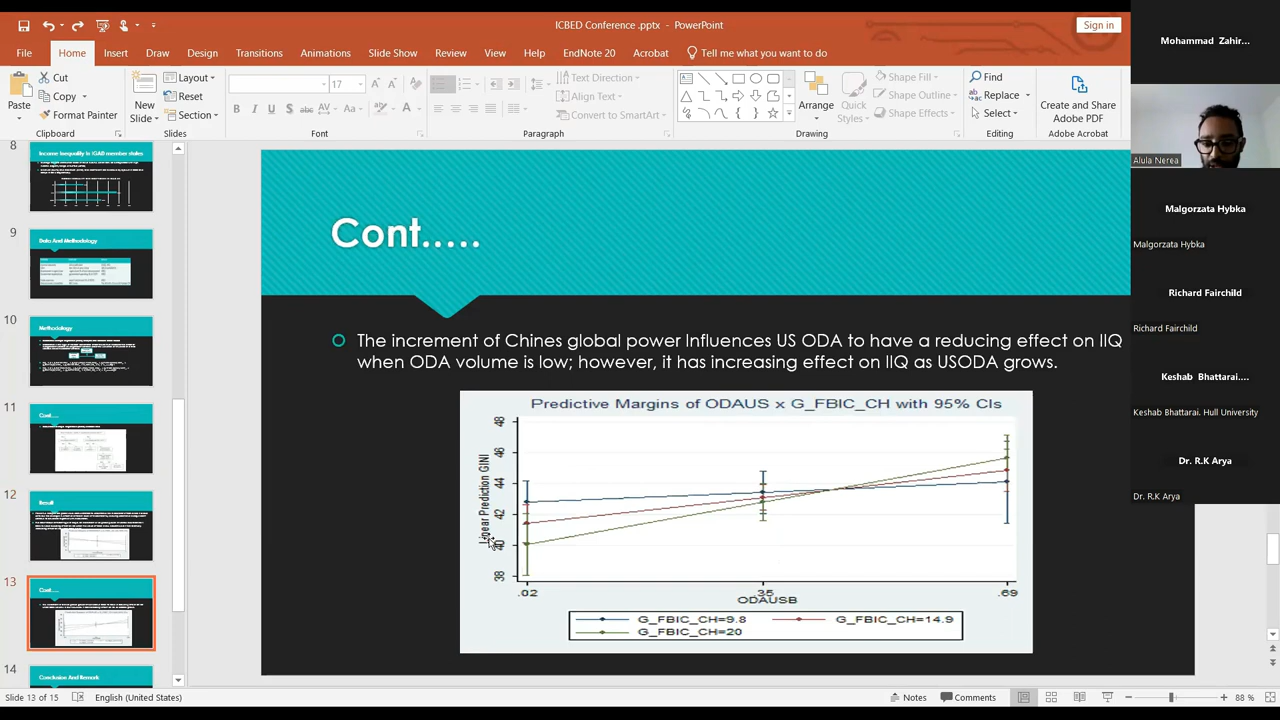 ICBED Conference .pptx - PowerPoint
Sign in
File Home Insert Draw Design Transitions Animations Slide Show Review View Help EndNote 20 Acrobat Tell me what you want to do
Paste
Cut
Copy
Format Painter
Clipboard
New Slide
Layout
Reset
Section
Slides
17
Font
Text Direction
Align Text
Convert to SmartArt
Paragraph
Arrange
Quick Styles
Shape Fill
Shape Outline
Shape Effects
Drawing
Find
Replace
Select
Editing
Create and Share Adobe PDF
Adobe Acrobat
8
Income Inequality in IGAD member states
9
Data And Methodology
10
Methodology
11
Cont.....
12
Result
13
Cont.....
14
Conclusion And Remark
Cont.....
The increment of Chines global power Influences US ODA to have a reducing effect on IIQ
when ODA volume is low; however, it has increasing effect on IIQ as USODA grows.
Predictive Margins of ODAUS x G_FBIC_CH with 95% CIs
Linear Prediction GINI
48
46
44
42
40
38
.02 .35 .69
ODAUSB
G_FBIC_CH=9.8 G_FBIC_CH=14.9
G_FBIC_CH=20
Mohammad Zahir...
Alula Nerea
Malgorzata Hybka
Malgorzata Hybka
Richard Fairchild
Richard Fairchild
Keshab Bhattarai....
Keshab Bhattarai. Hull University
Dr. R.K Arya
Dr. R.K Arya
Slide 13 of 15 English (United States) Notes Comments 88 %